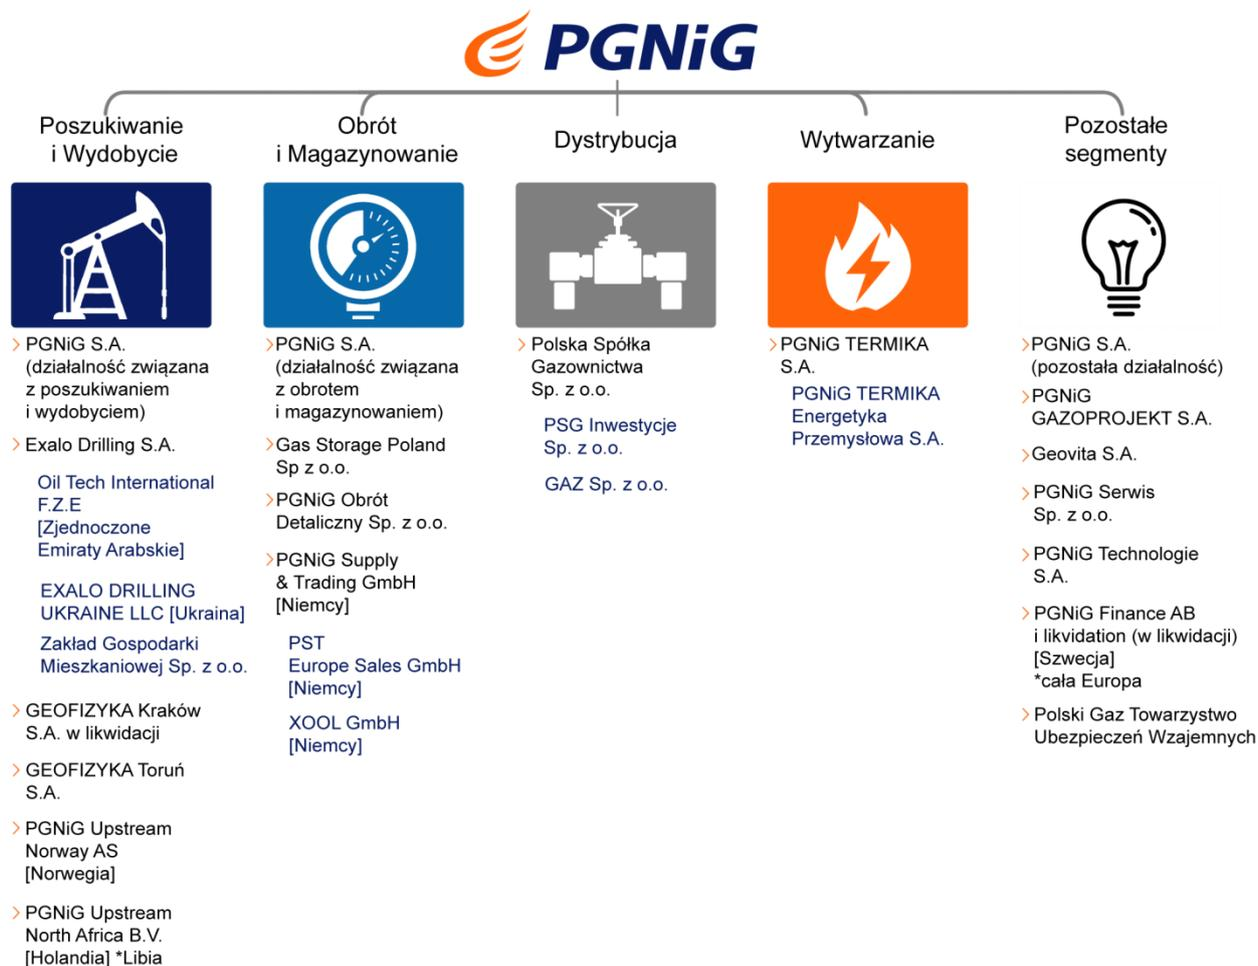 PGNiG
Poszukiwanie
i Wydobycie
Obrót
i Magazynowanie
Dystrybucja
Wytwarzanie
Pozostałe
segmenty
PGNiG S.A.
(działalność związana
z poszukiwaniem
i wydobyciem)
Exalo Drilling S.A.
Oil Tech International
F.Z.E
[Zjednoczone
Emiraty Arabskie]
EXALO DRILLING
UKRAINE LLC [Ukraina]
Zakład Gospodarki
Mieszkaniowej Sp. z o.o.
GEOFIZYKA Kraków
S.A. w likwidacji
GEOFIZYKA Toruń
S.A.
PGNiG Upstream
Norway AS
[Norwegia]
PGNiG Upstream
North Africa B.V.
[Holandia] *Libia
PGNiG S.A.
(działalność związana
z obrotem
i magazynowaniem)
Gas Storage Poland
Sp z o.o.
PGNiG Obrót
Detaliczny Sp. z o.o.
PGNiG Supply
& Trading GmbH
[Niemcy]
PST
Europe Sales GmbH
[Niemcy]
XOOL GmbH
[Niemcy]
Polska Spółka
Gazownictwa
Sp. z o.o.
PSG Inwestycje
Sp. z o.o.
GAZ Sp. z o.o.
PGNiG TERMIKA
S.A.
PGNiG TERMIKA
Energetyka
Przemysłowa S.A.
PGNiG S.A.
(pozostała działalność)
PGNiG
GAZOPROJEKT S.A.
Geovita S.A.
PGNiG Serwis
Sp. z o.o.
PGNiG Technologie
S.A.
PGNiG Finance AB
i likvidation (w likwidacji)
[Szwecja]
*cała Europa
Polski Gaz Towarzystwo
Ubezpieczeń Wzajemnych